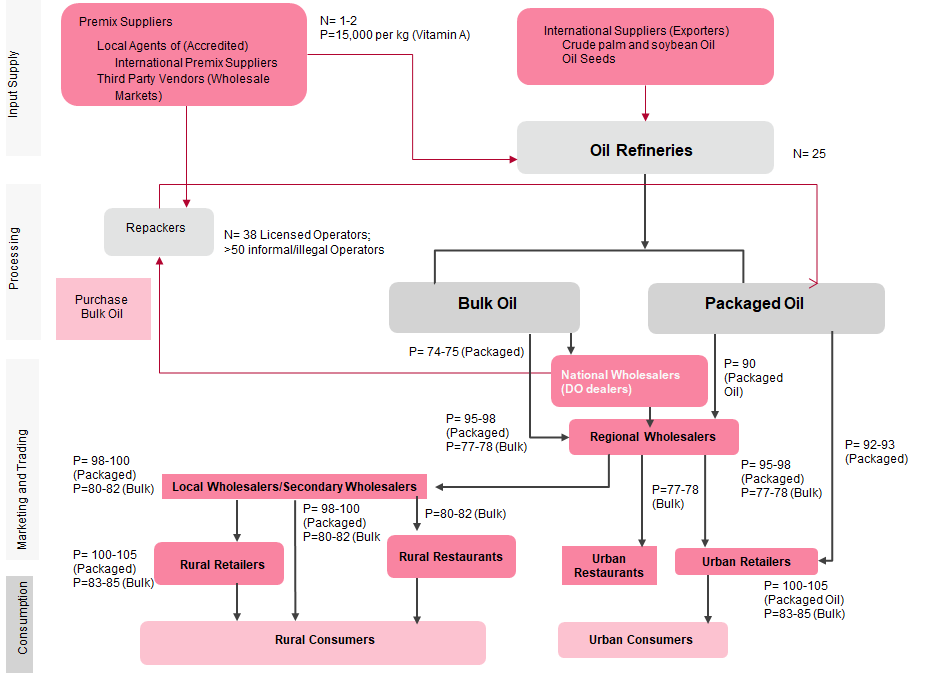 Premix Suppliers
Local Agents of (Accredited)
International Premix Suppliers
Third Party Vendors (Wholesale
Markets)
N= 1-2
P=15,000 per kg (Vitamin A)
International Suppliers (Exporters)
Crude palm and soybean Oil
Oil Seeds
Input Supply
Oil Refineries
N= 25
Processing
Repackers
N= 38 Licensed Operators;
>50 informal/illegal Operators
Purchase
Bulk Oil
Bulk Oil
Packaged Oil
P= 74-75 (Packaged)
National Wholesalers
(DO dealers)
P= 90
(Packaged
Oil)
Marketing and Trading
P= 95-98
(Packaged)
P=77-78 (Bulk)
Regional Wholesalers
P= 92-93
(Packaged)
P= 98-100
(Packaged)
P=80-82 (Bulk)
Local Wholesalers/Secondary Wholesalers
P= 98-100
(Packaged)
P=80-82 (Bulk
P=80-82 (Bulk)
P=77-78
(Bulk)
P= 95-98
(Packaged)
P=77-78 (Bulk)
P= 100-105
(Packaged)
P=83-85 (Bulk)
Rural Retailers
Rural Restaurants
Urban
Restaurants
Urban Retailers
P= 100-105
(Packaged Oil)
P=83-85 (Bulk)
Consumption
Rural Consumers
Urban Consumers